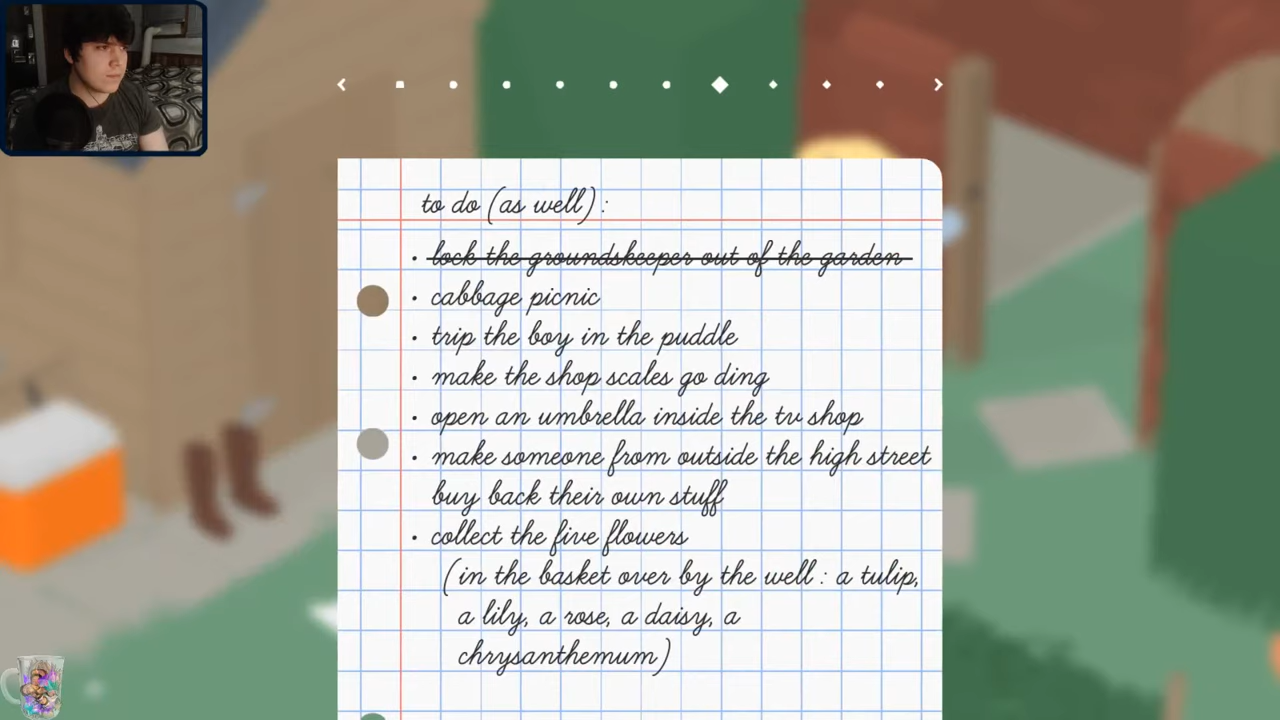 to do (as well) :
• lock the groundskeeper out of the garden
• cabbage picnic
• trip the boy in the puddle
• make the shop scales go ding
• open an umbrella inside the tv shop
• make someone from outside the high street
buy back their own stuff
• collect the five flowers
(in the basket over by the well : a tulip,
a lily, a rose, a daisy, a
chrysanthemum)